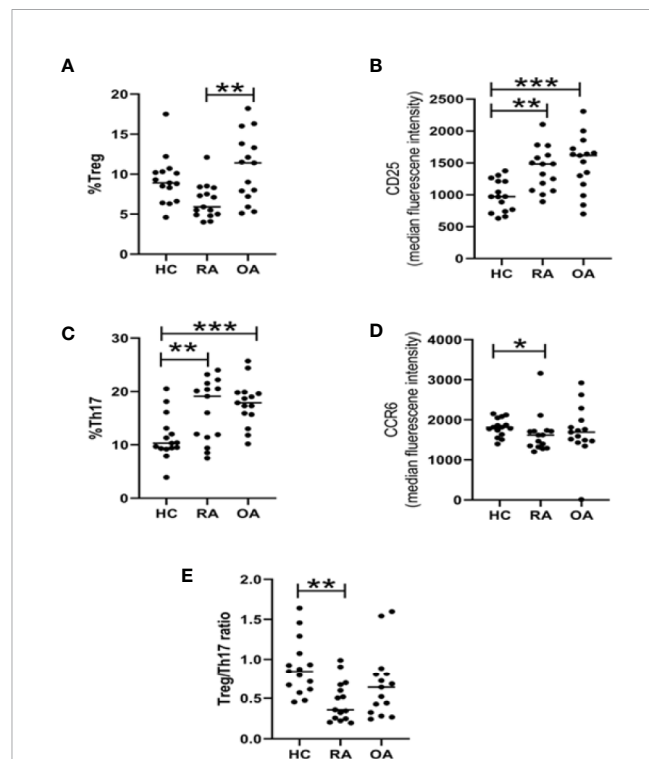 A
**
%Treg
20
15
10
5
0
HC RA OA
B
***
**
CD25
(median fluorescene intensity)
2500
2000
1500
1000
500
0
HC RA OA
C
***
**
%Th17
30
20
10
0
HC RA OA
D
*
CCR6
(median fluorescene intensity)
4000
3000
2000
1000
0
HC RA OA
E
**
Treg/Th17 ratio
2.0
1.5
1.0
0.5
0.0
HC RA OA